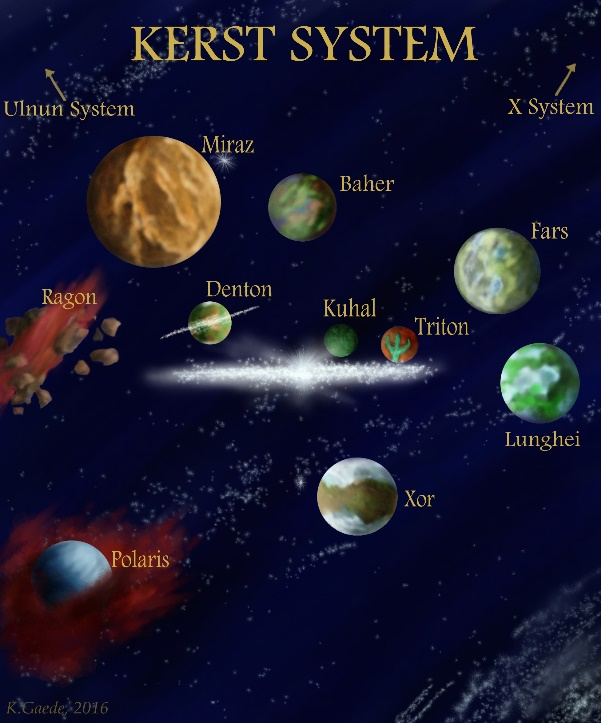 KERST SYSTEM
Ulnun System
X System
Miraz
Baher
Fars
Ragon
Denton
Kuhal
Triton
Lunghei
Xor
Polaris
K.Gaede, 2016